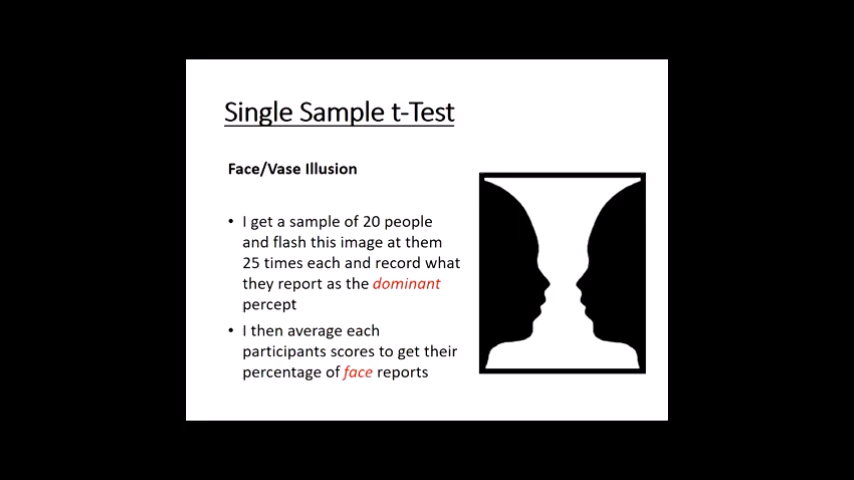 Single Sample t-Test
Face/Vase Illusion
• I get a sample of 20 people
and flash this image at them
25 times each and record what
they report as the dominant
percept
• I then average each
participants scores to get their
percentage of face reports